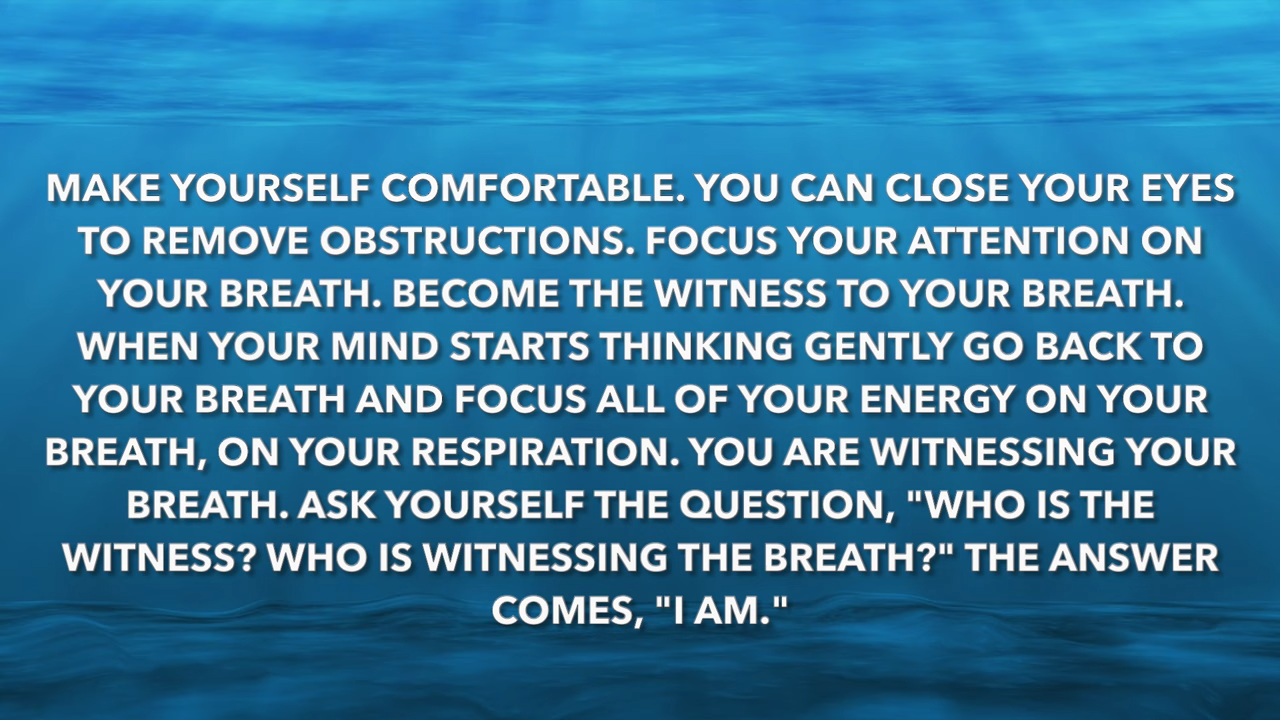 MAKE YOURSELF COMFORTABLE. YOU CAN CLOSE YOUR EYES
TO REMOVE OBSTRUCTIONS. FOCUS YOUR ATTENTION ON
YOUR BREATH. BECOME THE WITNESS TO YOUR BREATH.
WHEN YOUR MIND STARTS THINKING GENTLY GO BACK TO
YOUR BREATH AND FOCUS ALL OF YOUR ENERGY ON YOUR
BREATH, ON YOUR RESPIRATION. YOU ARE WITNESSING YOUR
BREATH. ASK YOURSELF THE QUESTION, "WHO IS THE
WITNESS? WHO IS WITNESSING THE BREATH?" THE ANSWER
COMES, "I AM."